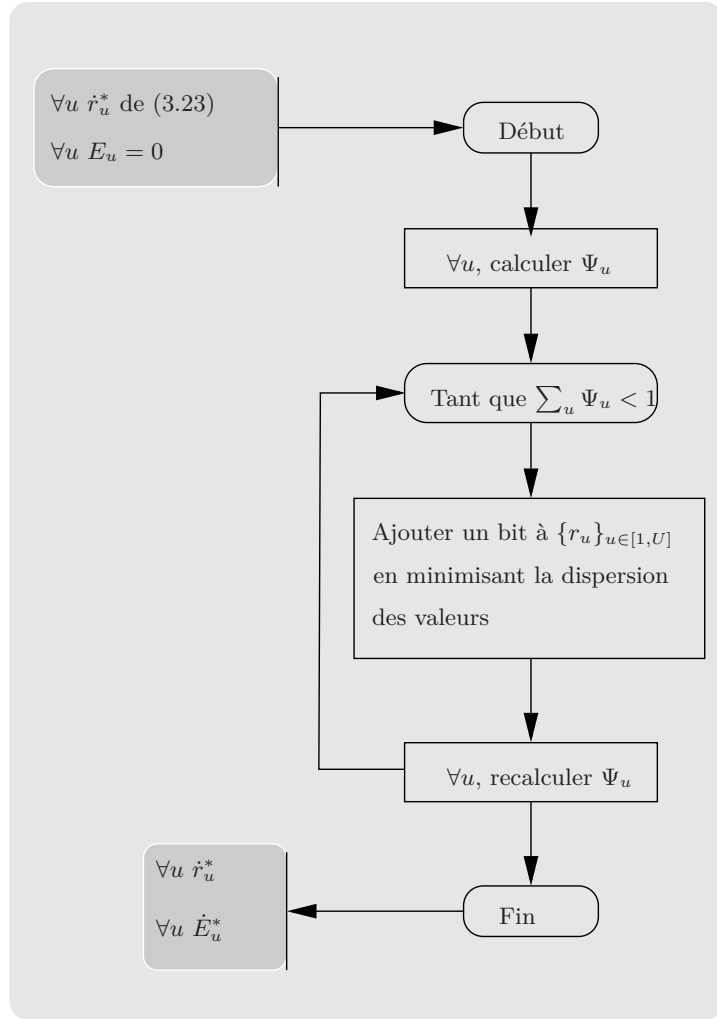 ∀u ṙ*_u de (3.23)
∀u E_u = 0
Début
∀u, calculer Ψ_u
Tant que ∑_u Ψ_u < 1
Ajouter un bit à {r_u}_{u∈[1,U]}
en minimisant la dispersion
des valeurs
∀u, recalculer Ψ_u
∀u ṙ*_u
∀u Ė*_u
Fin